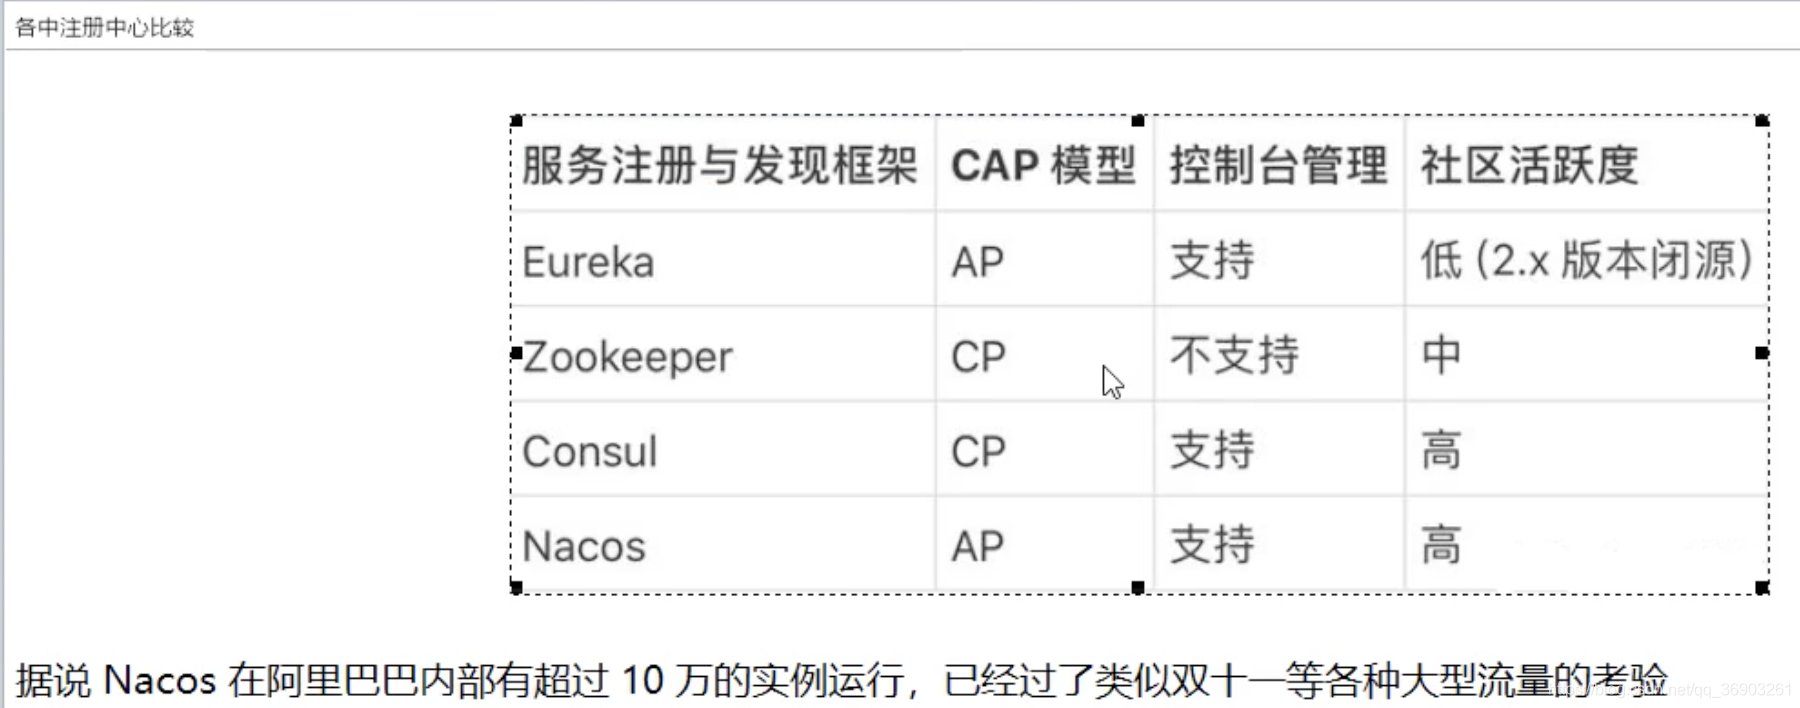 各中注册中心比较
服务注册与发现框架 CAP 模型 控制台管理 社区活跃度
Eureka AP 支持 低 (2.x 版本闭源)
Zookeeper CP 不支持 中
Consul CP 支持 高
Nacos AP 支持 高
据说 Nacos 在阿里巴巴内部有超过 10 万的实例运行，已经过了类似双十一等各种大型流量的考验